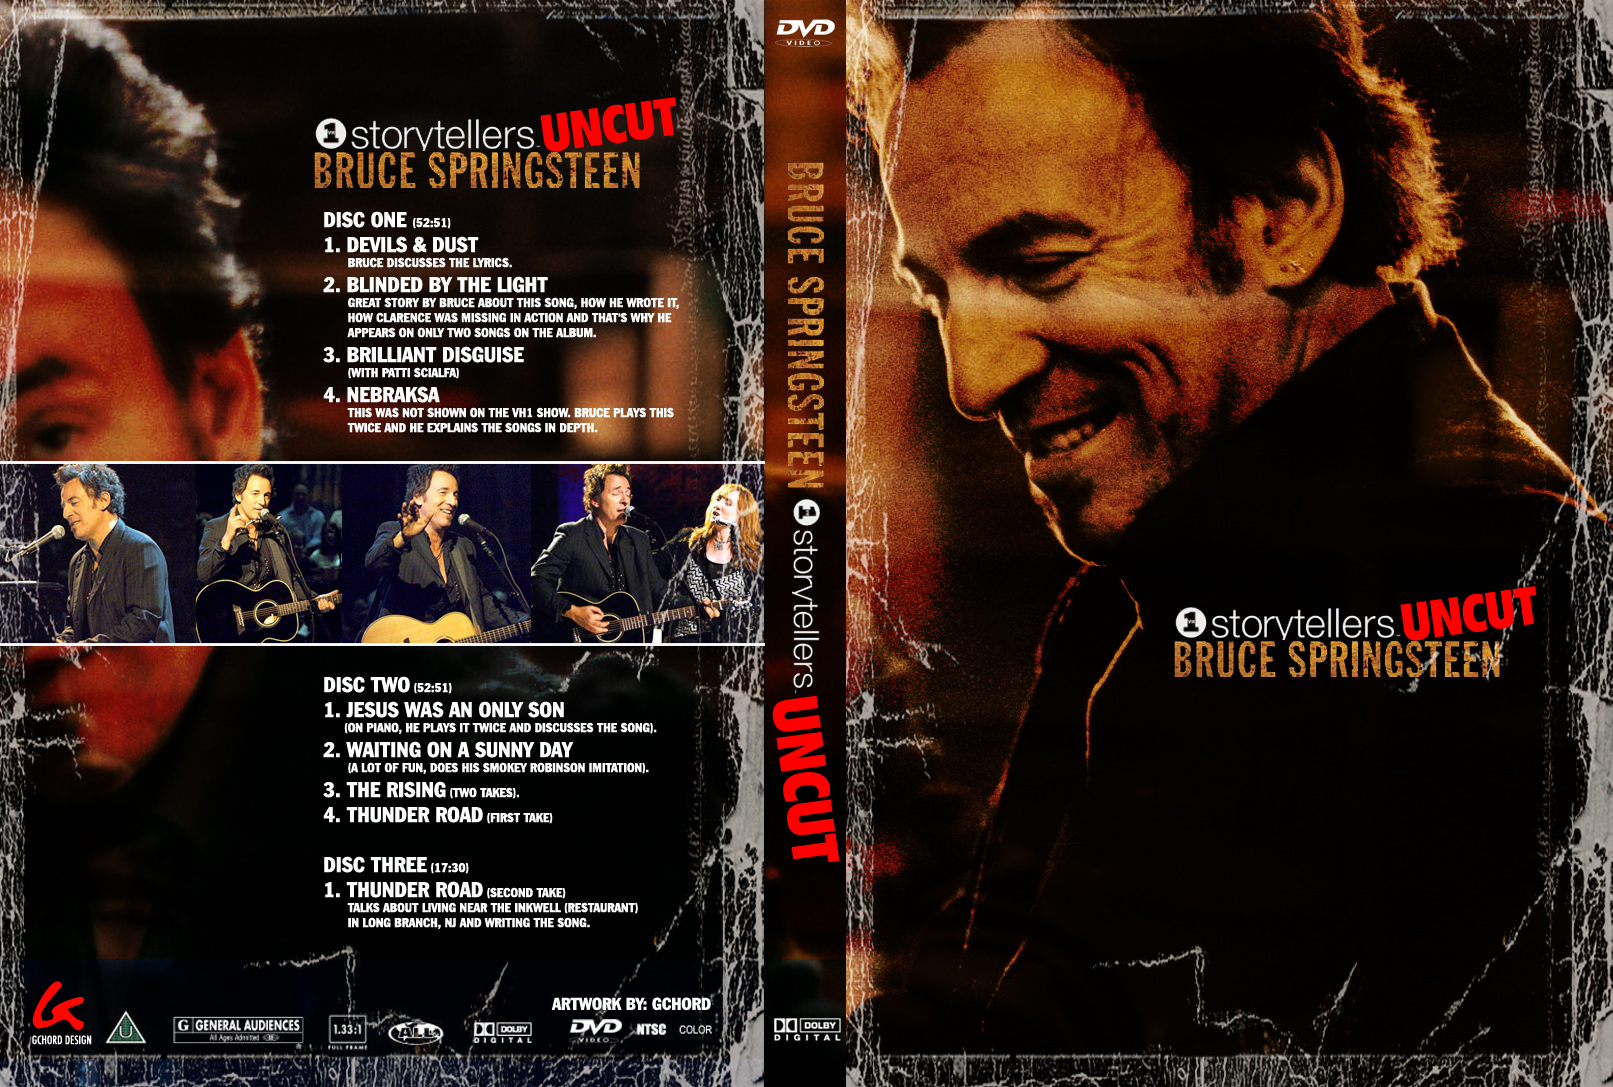 1 storytellers UNCUT
BRUCE SPRINGSTEEN
DISC ONE (52:51)
1. DEVILS & DUST
BRUCE DISCUSSES THE LYRICS.
2. BLINDED BY THE LIGHT
GREAT STORY BY BRUCE ABOUT THIS SONG, HOW HE WROTE IT,
HOW CLARENCE WAS MISSING IN ACTION AND THAT'S WHY HE
APPEARS ON ONLY TWO SONGS ON THE ALBUM.
3. BRILLIANT DISGUISE
(WITH PATTI SCIALFA)
4. NEBRAKSA
THIS WAS NOT SHOWN ON THE VH1 SHOW. BRUCE PLAYS THIS
TWICE AND HE EXPLAINS THE SONGS IN DEPTH.
DISC TWO (52:51)
1. JESUS WAS AN ONLY SON
(ON PIANO, HE PLAYS IT TWICE AND DISCUSSES THE SONG).
2. WAITING ON A SUNNY DAY
(A LOT OF FUN, DOES HIS SMOKEY ROBINSON IMITATION).
3. THE RISING (TWO TAKES).
4. THUNDER ROAD (FIRST TAKE)
DISC THREE (17:30)
1. THUNDER ROAD (SECOND TAKE)
TALKS ABOUT LIVING NEAR THE INKWELL (RESTAURANT)
IN LONG BRANCH, NJ AND WRITING THE SONG.
ARTWORK BY: GCHORD
GCHORD DESIGN
U
G GENERAL AUDIENCES
All Ages Admitted
1.33:1
FULL FRAME
ALL
DOLBY
DIGITAL
DVD
VIDEO
NTSC
COLOR
DVD
VIDEO
BRUCE SPRINGSTEEN
1 storytellers UNCUT
DOLBY
DIGITAL
1 storytellers UNCUT
BRUCE SPRINGSTEEN